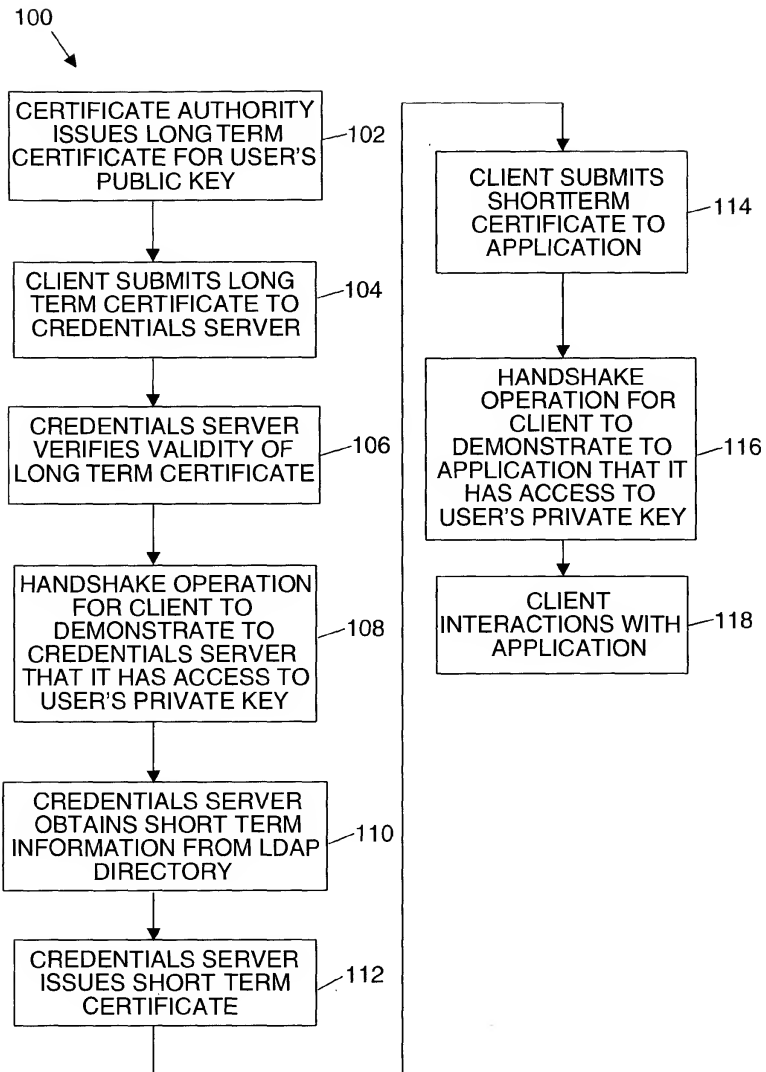 100
CERTIFICATE AUTHORITY
ISSUES LONG TERM
CERTIFICATE FOR USER'S
PUBLIC KEY
102
CLIENT SUBMITS LONG
TERM CERTIFICATE TO
CREDENTIALS SERVER
104
CREDENTIALS SERVER
VERIFIES VALIDITY OF
LONG TERM CERTIFICATE
106
HANDSHAKE OPERATION
FOR CLIENT TO
DEMONSTRATE TO
CREDENTIALS SERVER
THAT IT HAS ACCESS TO
USER'S PRIVATE KEY
108
CREDENTIALS SERVER
OBTAINS SHORT TERM
INFORMATION FROM LDAP
DIRECTORY
110
CREDENTIALS SERVER
ISSUES SHORT TERM
CERTIFICATE
112
CLIENT SUBMITS
SHORTTERM
CERTIFICATE TO
APPLICATION
114
HANDSHAKE
OPERATION FOR
CLIENT TO
DEMONSTRATE TO
APPLICATION THAT IT
HAS ACCESS TO
USER'S PRIVATE KEY
116
CLIENT
INTERACTIONS WITH
APPLICATION
118